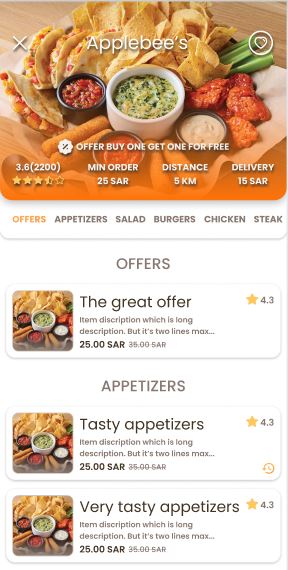 Applebee's
OFFER BUY ONE GET ONE FOR FREE
3.6(2200) MIN ORDER DISTANCE DELIVERY
25 SAR 5 KM 15 SAR
OFFERS APPETIZERS SALAD BURGERS CHICKEN STEAK
OFFERS
The great offer 4.3
Item discription which is long
description. But it's two lines max...
25.00 SAR 35.00 SAR
APPETIZERS
Tasty appetizers 4.3
Item discription which is long
description. But it's two lines max...
25.00 SAR 35.00 SAR
Very tasty appetizers 4.3
Item discription which is long
description. But it's two lines max...
25.00 SAR 35.00 SAR